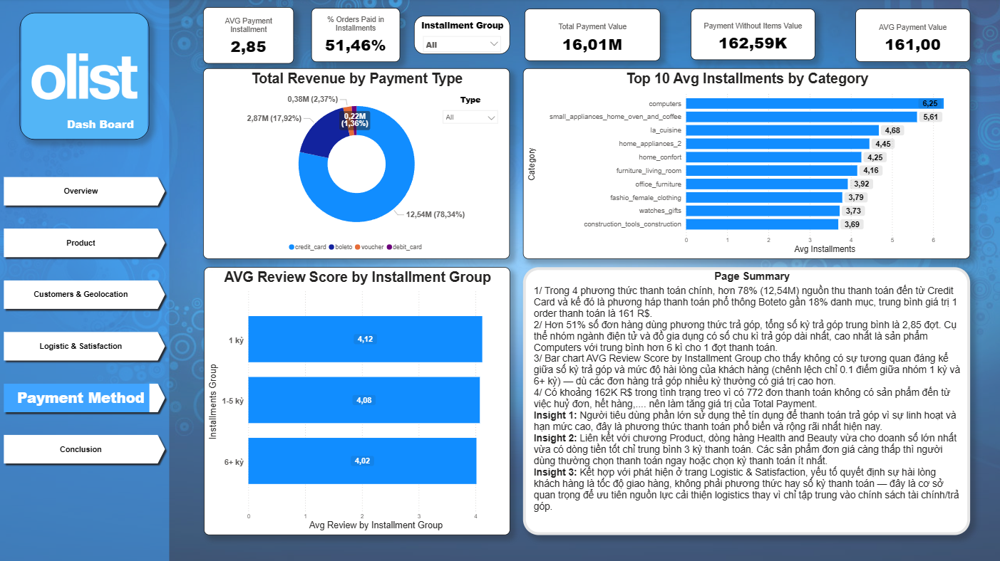 olist
Dash Board
Overview
Product
Customers & Geolocation
Logistic & Satisfaction
Payment Method
Conclusion
AVG Payment
Installment
2,85
% Orders Paid in
Installments
51,46%
Installment Group
All
Total Payment Value
16,01M
Payment Without Items Value
162,59K
AVG Payment Value
161,00
Total Revenue by Payment Type
0,38M (2,37%)
2,87M (17,92%)
0,22M
(1,36%)
12,54M (78,34%)
Type
All
credit_card boleto voucher debit_card
Top 10 Avg Installments by Category
Category
computers 6,25
small_appliances_home_oven_and_coffee 5,61
la_cuisine 4,68
home_appliances_2 4,45
home_confort 4,25
furniture_living_room 4,16
office_furniture 3,92
fashio_female_clothing 3,79
watches_gifts 3,73
construction_tools_construction 3,69
0 1 2 3 4 5 6
Avg Installments
AVG Review Score by Installment Group
Installments Group
1 kỳ 4,12
1-5 kỳ 4,08
6+ kỳ 4,02
0 1 2 3 4
Avg Review by Installment Group
Page Summary
1/ Trong 4 phương thức thanh toán chính, hơn 78% (12,54M) nguồn thu thanh toán đến từ Credit
Card và kế đó là phương háp thanh toán phổ thông Boteto gần 18% danh mục, trung bình giá trị 1
order thanh toán là 161 R$.
2/ Hơn 51% số đơn hàng dùng phương thức trả góp, tổng số kỳ trả góp trung bình là 2,85 đợt. Cụ
thể nhóm ngành điện tử và đồ gia dụng có số chu kì trả góp dài nhất, cao nhất là sản phẩm
Computers với trung bình hơn 6 kì cho 1 đợt thanh toán.
3/ Bar chart AVG Review Score by Installment Group cho thấy không có sự tương quan đáng kể
giữa số kỳ trả góp và mức độ hài lòng của khách hàng (chênh lệch chỉ 0.1 điểm giữa nhóm 1 kỳ và
6+ kỳ) — dù các đơn hàng trả góp nhiều kỳ thường có giá trị cao hơn.
4/ Có khoảng 162K R$ trong tình trạng treo vì có 772 đơn thanh toán không có sản phẩm đến từ
việc huỷ đơn, hết hàng,.... nên làm tăng giá trị của Total Payment.
Insight 1: Người tiêu dùng phần lớn sử dụng thẻ tín dụng để thanh toán trả góp vì sự linh hoạt và
hạn mức cao, đây là phương thức thanh toán phổ biến và rộng rãi nhất hiện nay.
Insight 2: Liên kết với chương Product, dòng hàng Health and Beauty vừa cho doanh số lớn nhất
vừa có dòng tiền tốt chỉ trung bình 3 kỳ thanh toán. Các sản phẩm đơn giá càng thấp thì người
dùng thường chọn thanh toán ngay hoặc chọn kỳ thanh toán ít nhất.
Insight 3: Kết hợp với phát hiện ở trang Logistic & Satisfaction, yếu tố quyết định sự hài lòng
khách hàng là tốc độ giao hàng, không phải phương thức hay số kỳ thanh toán — đây là cơ sở
quan trọng để ưu tiên nguồn lực cải thiện logistics thay vì chỉ tập trung vào chính sách tài chính/trả
góp.